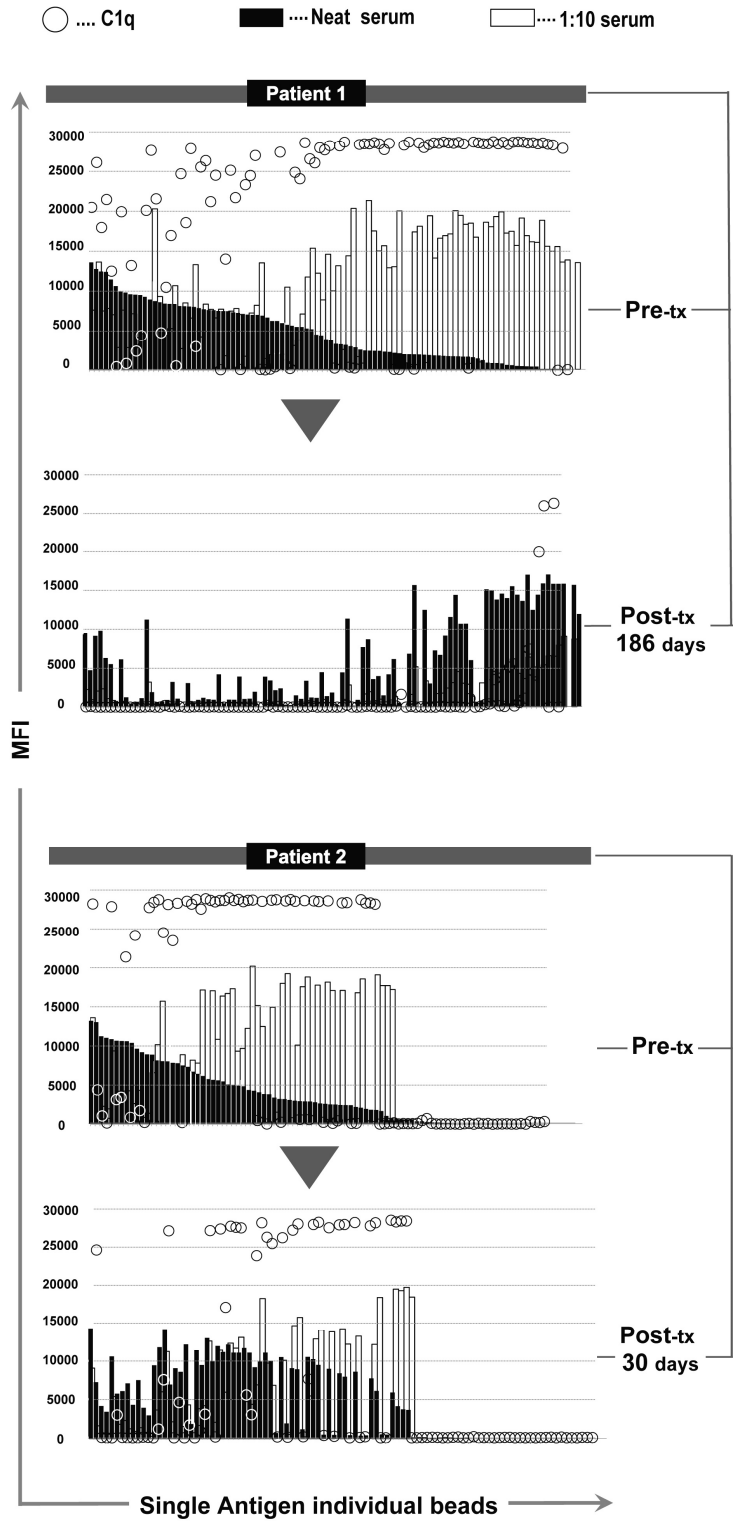 .... C1q
.... Neat serum
.... 1:10 serum
Patient 1
30000
25000
20000
15000
10000
5000
0
Pre-tx
30000
25000
20000
15000
10000
5000
0
Post-tx
186 days
MFI
Patient 2
30000
25000
20000
15000
10000
5000
0
Pre-tx
30000
25000
20000
15000
10000
5000
0
Post-tx
30 days
Single Antigen individual beads